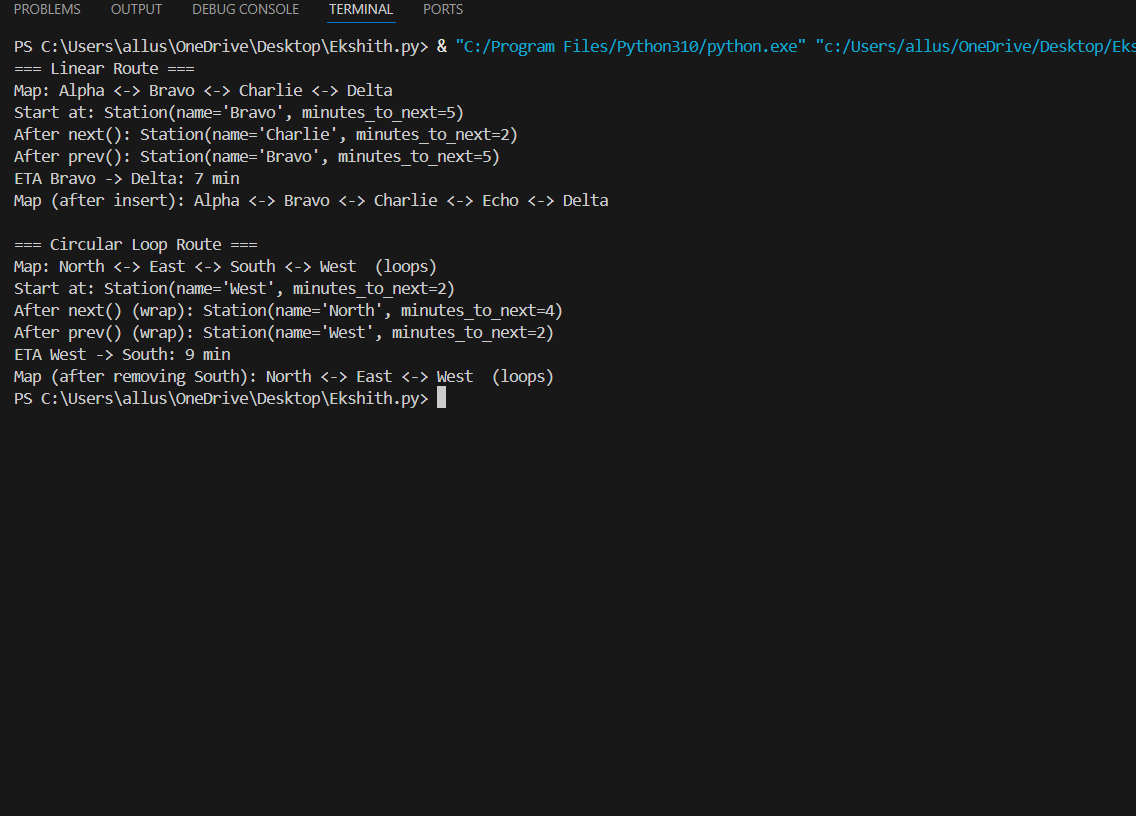 PROBLEMS OUTPUT DEBUG CONSOLE TERMINAL PORTS
PS C:\Users\allus\OneDrive\Desktop\Ekshith.py> & "C:/Program Files/Python310/python.exe" "c:/Users/allus/OneDrive/Desktop/Eks
=== Linear Route ===
Map: Alpha <-> Bravo <-> Charlie <-> Delta
Start at: Station(name='Bravo', minutes_to_next=5)
After next(): Station(name='Charlie', minutes_to_next=2)
After prev(): Station(name='Bravo', minutes_to_next=5)
ETA Bravo -> Delta: 7 min
Map (after insert): Alpha <-> Bravo <-> Charlie <-> Echo <-> Delta
=== Circular Loop Route ===
Map: North <-> East <-> South <-> West  (loops)
Start at: Station(name='West', minutes_to_next=2)
After next() (wrap): Station(name='North', minutes_to_next=4)
After prev() (wrap): Station(name='West', minutes_to_next=2)
ETA West -> South: 9 min
Map (after removing South): North <-> East <-> West  (loops)
PS C:\Users\allus\OneDrive\Desktop\Ekshith.py>